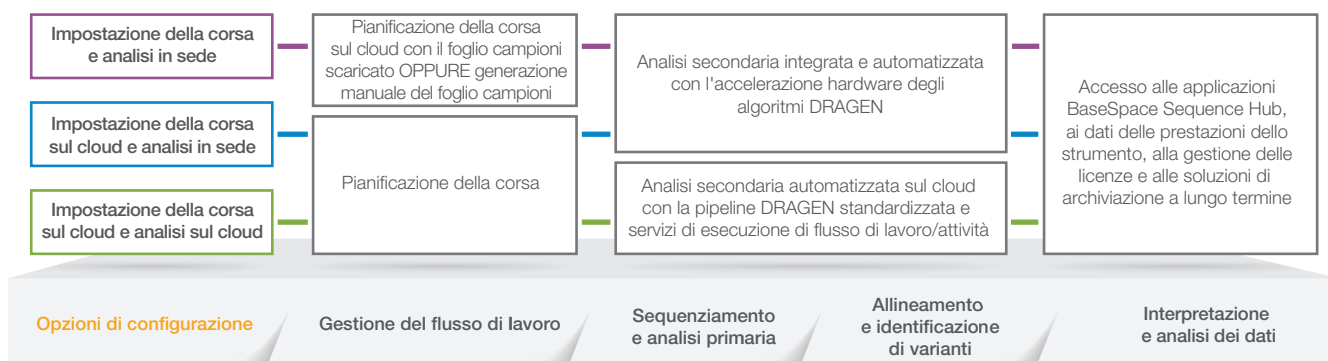 Impostazione della corsa
e analisi in sede
Pianificazione della corsa
sul cloud con il foglio campioni
scaricato OPPURE generazione
manuale del foglio campioni
Analisi secondaria integrata e automatizzata
con l'accelerazione hardware degli
algoritmi DRAGEN
Accesso alle applicazioni
BaseSpace Sequence Hub,
ai dati delle prestazioni dello
strumento, alla gestione delle
licenze e alle soluzioni di
archiviazione a lungo termine
Impostazione della corsa
sul cloud e analisi in sede
Pianificazione della corsa
Impostazione della corsa
sul cloud e analisi sul cloud
Analisi secondaria automatizzata sul cloud
con la pipeline DRAGEN standardizzata e
servizi di esecuzione di flusso di lavoro/attività
Opzioni di configurazione
Gestione del flusso di lavoro
Sequenziamento
e analisi primaria
Allineamento
e identificazione
di varianti
Interpretazione
e analisi dei dati